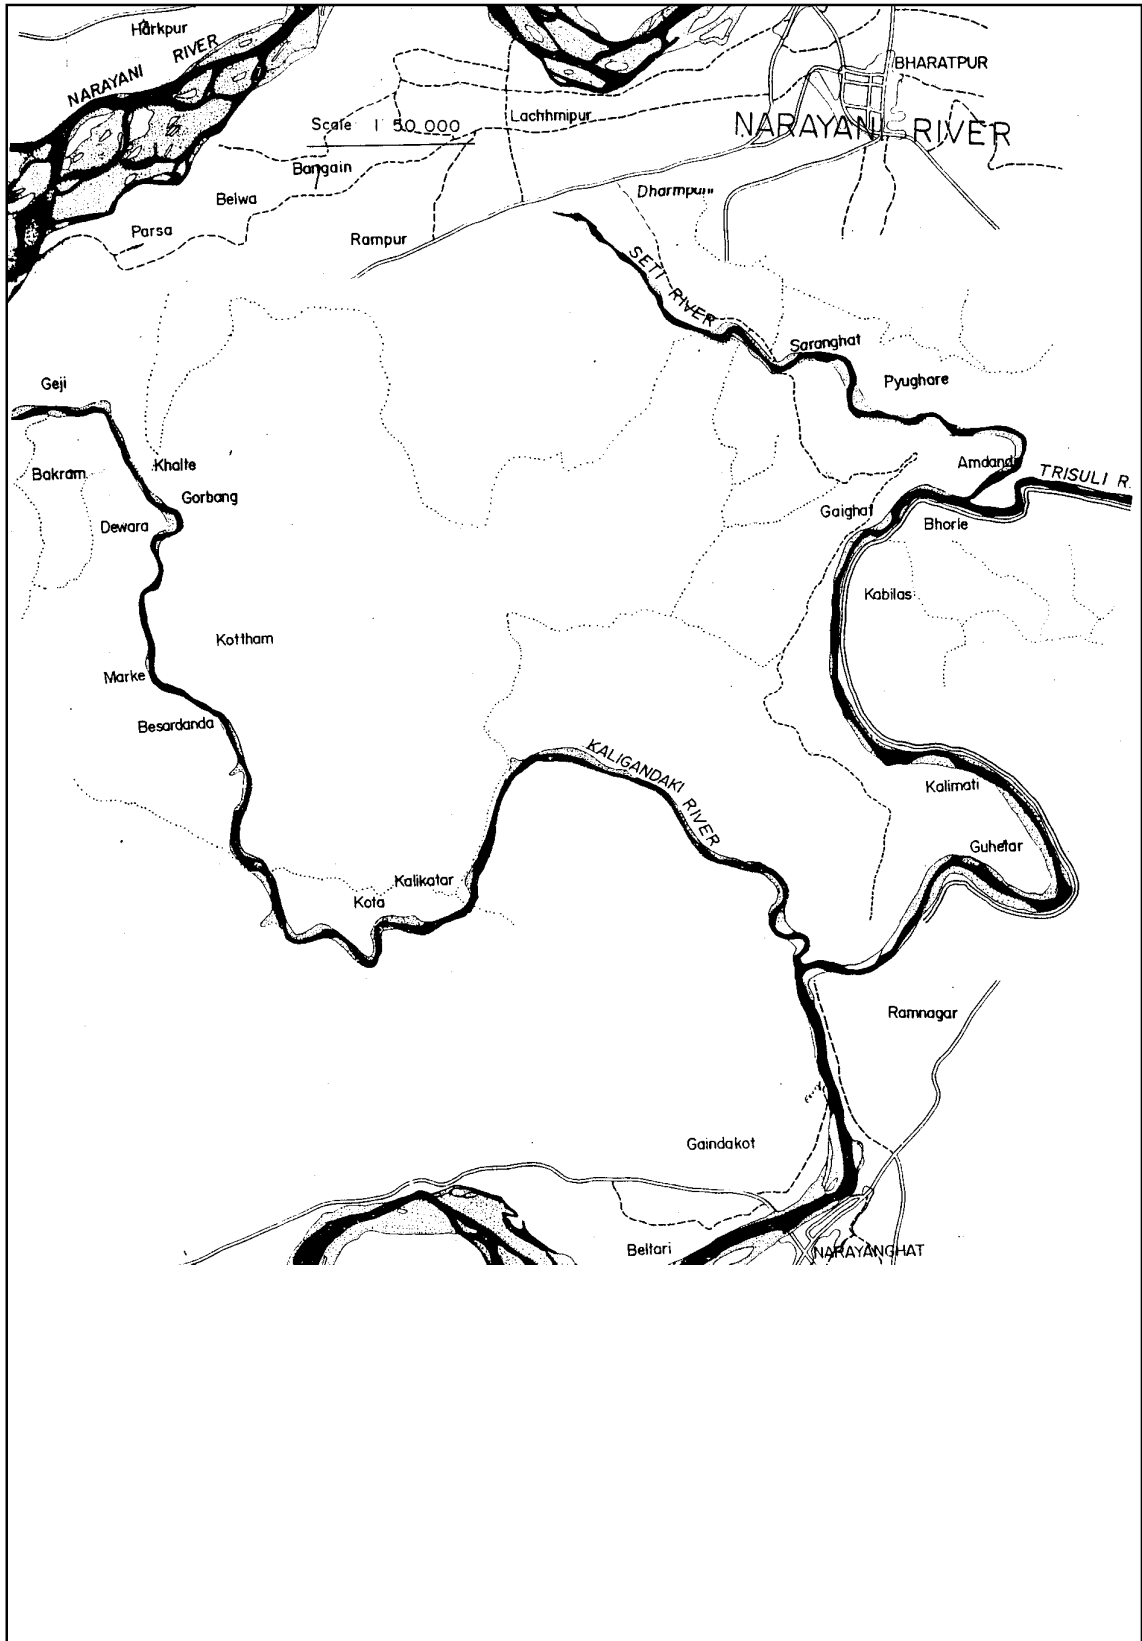 Harkpur
NARAYANI RIVER
BHARATPUR
Lachhmipur
Scale 1 50,000
NARAYANI RIVER
Bangain
Belwa
Parsa
Rampur
SETI RIVER
Saranghat
Pyughare
Geji
Bakram
Khalte
Gorbang
Dewara
Amdand
TRISULI R.
Gaighat
Bhorle
Kabilas
Kottham
Marke
Besardanda
KALIGANDAKI RIVER
Kalimati
Guhetar
Kalikatar
Kota
Ramnagar
Gaindakot
Beltari
NARAYANGHAT